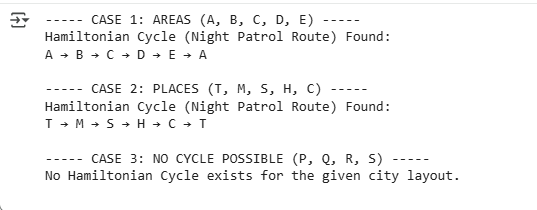 ----- CASE 1: AREAS (A, B, C, D, E) -----
Hamiltonian Cycle (Night Patrol Route) Found:
A → B → C → D → E → A
----- CASE 2: PLACES (T, M, S, H, C) -----
Hamiltonian Cycle (Night Patrol Route) Found:
T → M → S → H → C → T
----- CASE 3: NO CYCLE POSSIBLE (P, Q, R, S) -----
No Hamiltonian Cycle exists for the given city layout.